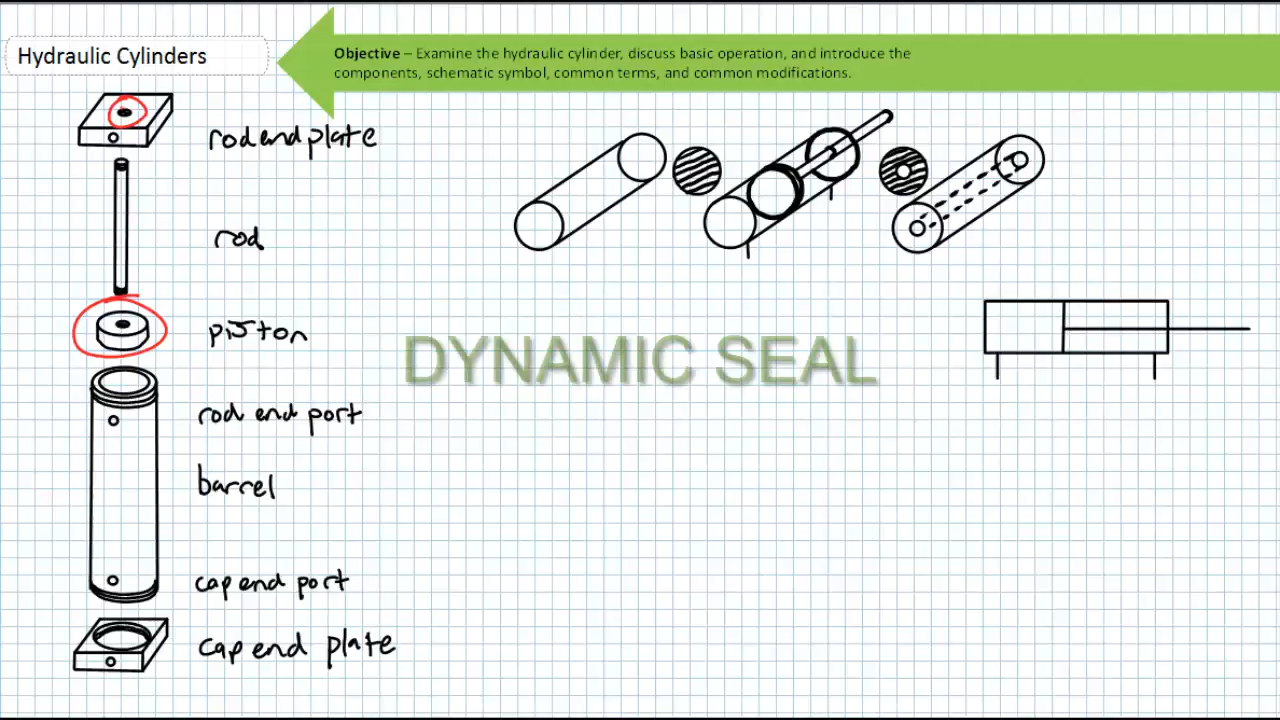 Hydraulic Cylinders
Objective – Examine the hydraulic cylinder, discuss basic operation, and introduce the
components, schematic symbol, common terms, and common modifications.
rod end plate
rod
piston
DYNAMIC SEAL
rod end port
barrel
cap end port
cap end plate